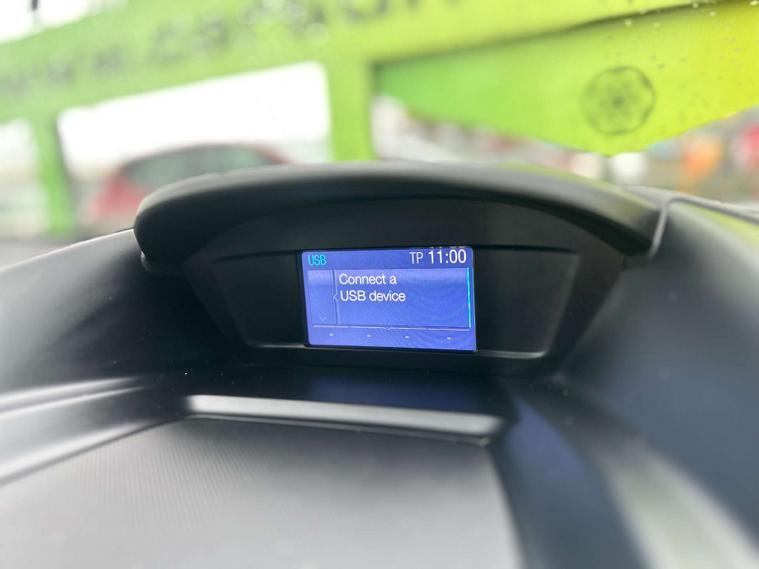 USB
TP 11:00
Connect a
USB device